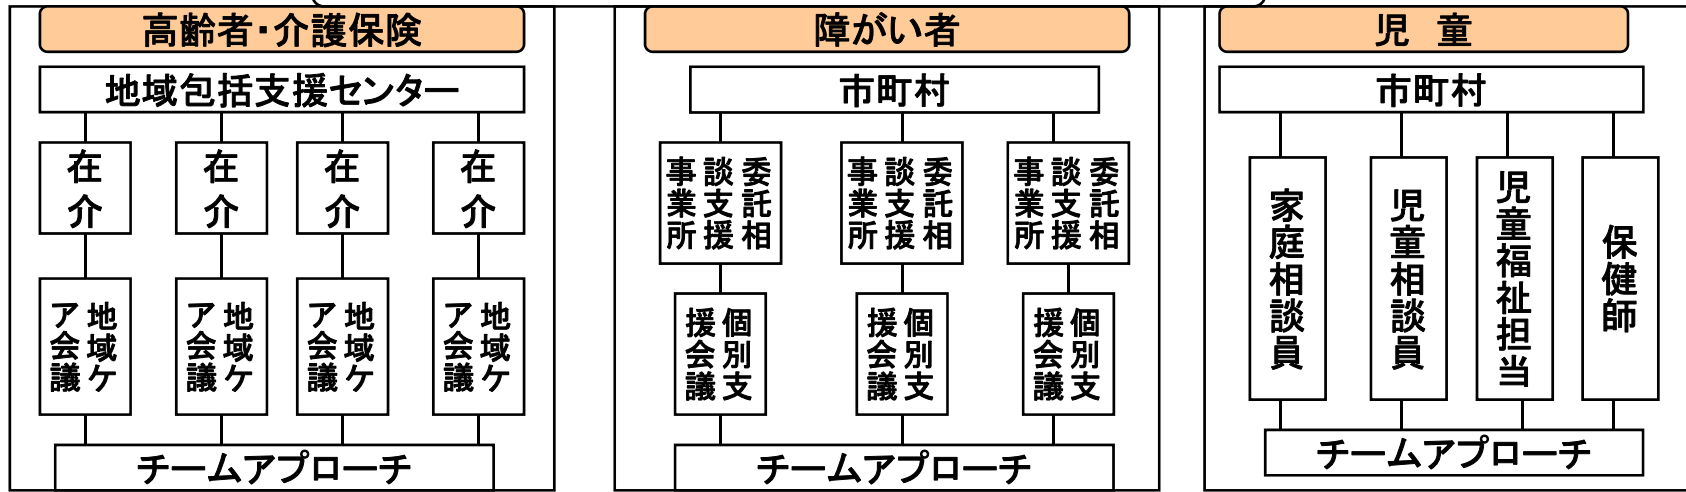 高齢者・介護保険
地域包括支援センター
在
介
在
介
在
介
在
介
地域ケ
ア会議
地域ケ
ア会議
地域ケ
ア会議
地域ケ
ア会議
チームアプローチ
障がい者
市町村
委託相
談支援
事業所
委託相
談支援
事業所
委託相
談支援
事業所
個別支
援会議
個別支
援会議
個別支
援会議
チームアプローチ
児 童
市町村
家庭相談員
児童相談員
児童福祉担当
保健師
チームアプローチ